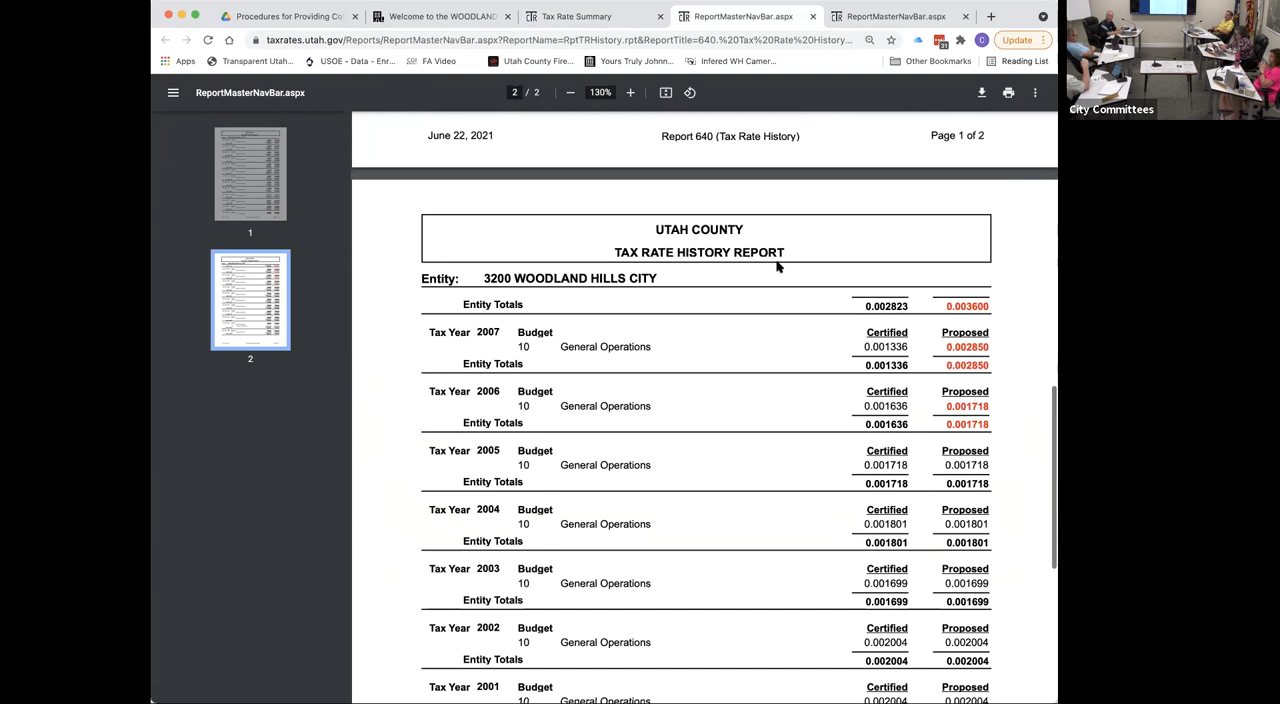 Procedures for Providing Co
Welcome to the WOODLAND
Tax Rate Summary
ReportMasterNavBar.aspx
ReportMasterNavBar.aspx
taxrates.utah.gov/Reports/ReportMasterNavBar.aspx?ReportName=RptTRHistory.rpt&ReportTitle=640.%20Tax%20Rate%20History...
31
C
Update
Apps
Transparent Utah...
USOE - Data - Enr...
FA Video
Utah County Fire...
Yours Truly Johnn...
Infered WH Camer...
Other Bookmarks
Reading List
ReportMasterNavBar.aspx
2 / 2
130%
City Committees
1
2
June 22, 2021
Report 640 (Tax Rate History)
Page 1 of 2
UTAH COUNTY
TAX RATE HISTORY REPORT
Entity: WOODLAND HILLS CITY
Entity Totals 0.002823 0.003600
Tax Year 2007 Budget Certified Proposed
10 General Operations 0.001336 0.002850
Entity Totals 0.001336 0.002850
Tax Year 2006 Budget Certified Proposed
10 General Operations 0.001636 0.001718
Entity Totals 0.001636 0.001718
Tax Year 2005 Budget Certified Proposed
10 General Operations 0.001718 0.001718
Entity Totals 0.001718 0.001718
Tax Year 2004 Budget Certified Proposed
10 General Operations 0.001801 0.001801
Entity Totals 0.001801 0.001801
Tax Year 2003 Budget Certified Proposed
10 General Operations 0.001699 0.001699
Entity Totals 0.001699 0.001699
Tax Year 2002 Budget Certified Proposed
10 General Operations 0.002004 0.002004
Entity Totals 0.002004 0.002004
Tax Year 2001 Budget Certified Proposed
10 General Operations 0.002004 0.002004